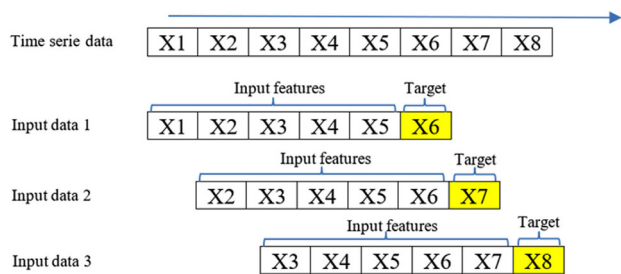 Time serie data X1 X2 X3 X4 X5 X6 X7 X8
Input features Target
Input data 1 X1 X2 X3 X4 X5 X6
Input features Target
Input data 2 X2 X3 X4 X5 X6 X7
Input features Target
Input data 3 X3 X4 X5 X6 X7 X8